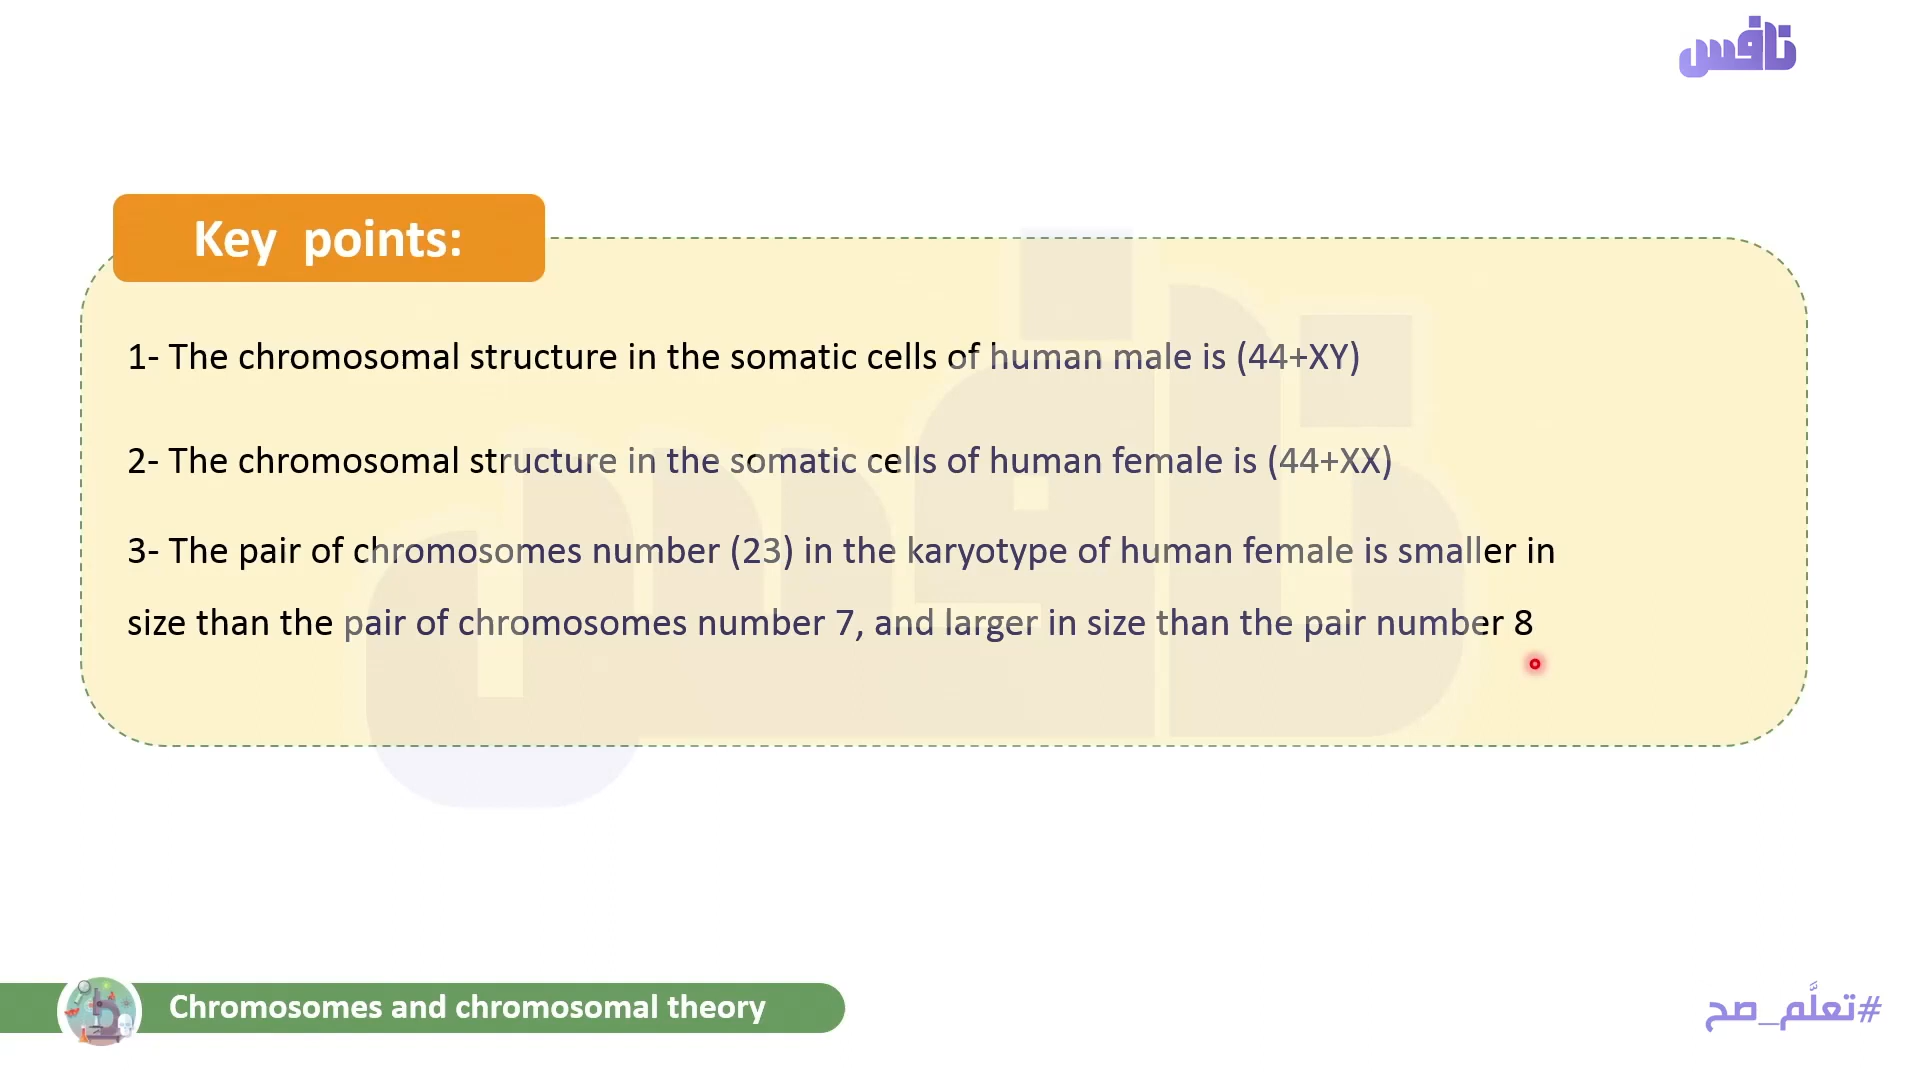 نافس
Key points:
1- The chromosomal structure in the somatic cells of human male is (44+XY)
2- The chromosomal structure in the somatic cells of human female is (44+XX)
3- The pair of chromosomes number (23) in the karyotype of human female is smaller in
size than the pair of chromosomes number 7, and larger in size than the pair number 8
Chromosomes and chromosomal theory
#تعلَّم_صح